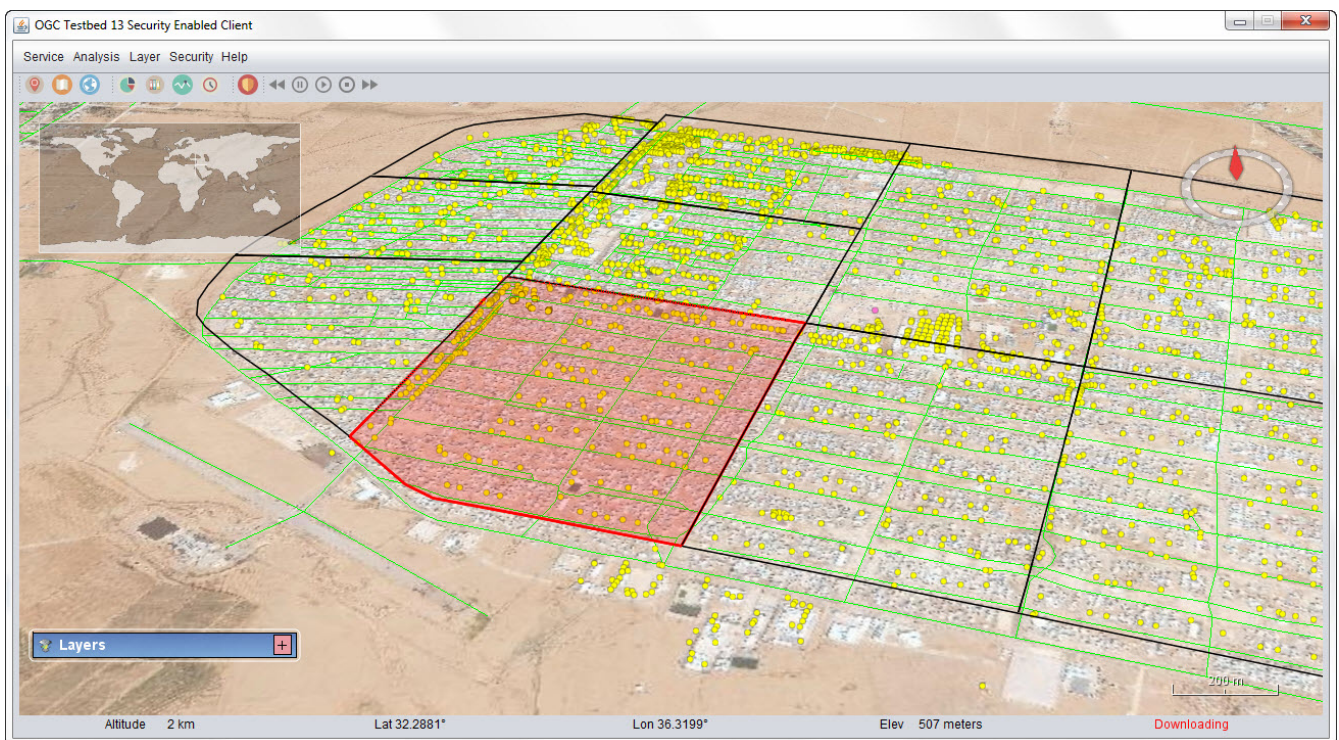 OGC Testbed 13 Security Enabled Client
Service Analysis Layer Security Help
Layers
200 m
Altitude 2 km Lat 32.2881° Lon 36.3199° Elev 507 meters Downloading